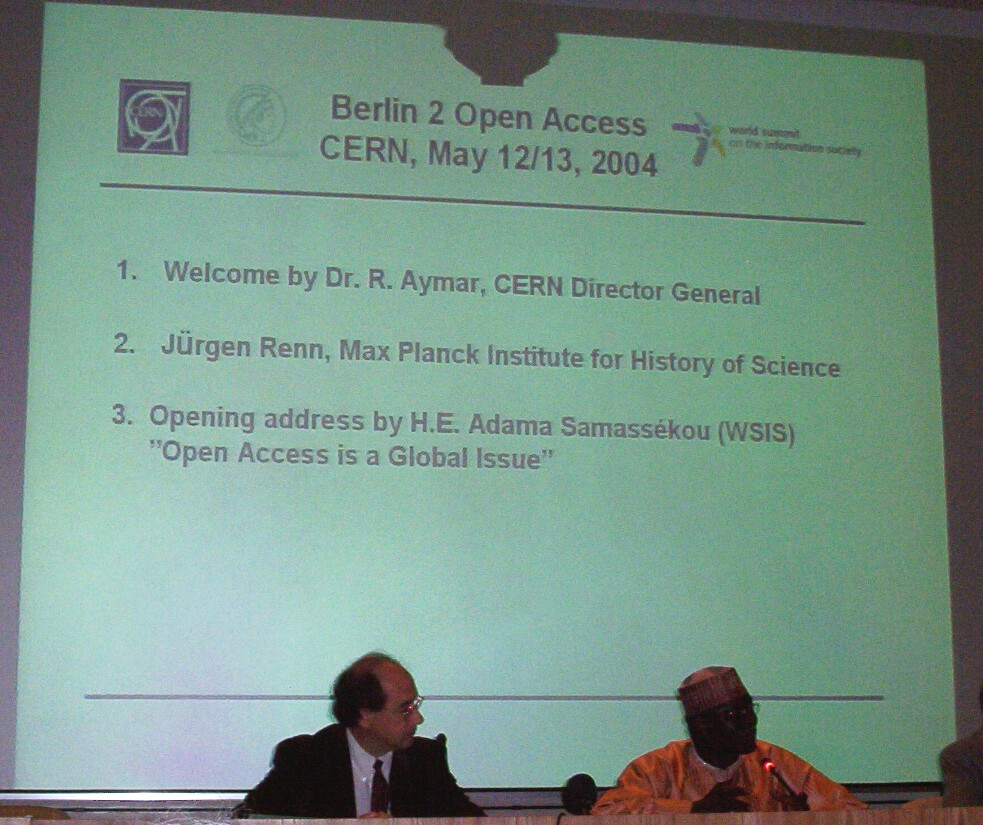 CERN
Berlin 2 Open Access
CERN, May 12/13, 2004
world summit
on the information society
1. Welcome by Dr. R. Aymar, CERN Director General
2. Jürgen Renn, Max Planck Institute for History of Science
3. Opening address by H.E. Adama Samassékou (WSIS)
”Open Access is a Global Issue”